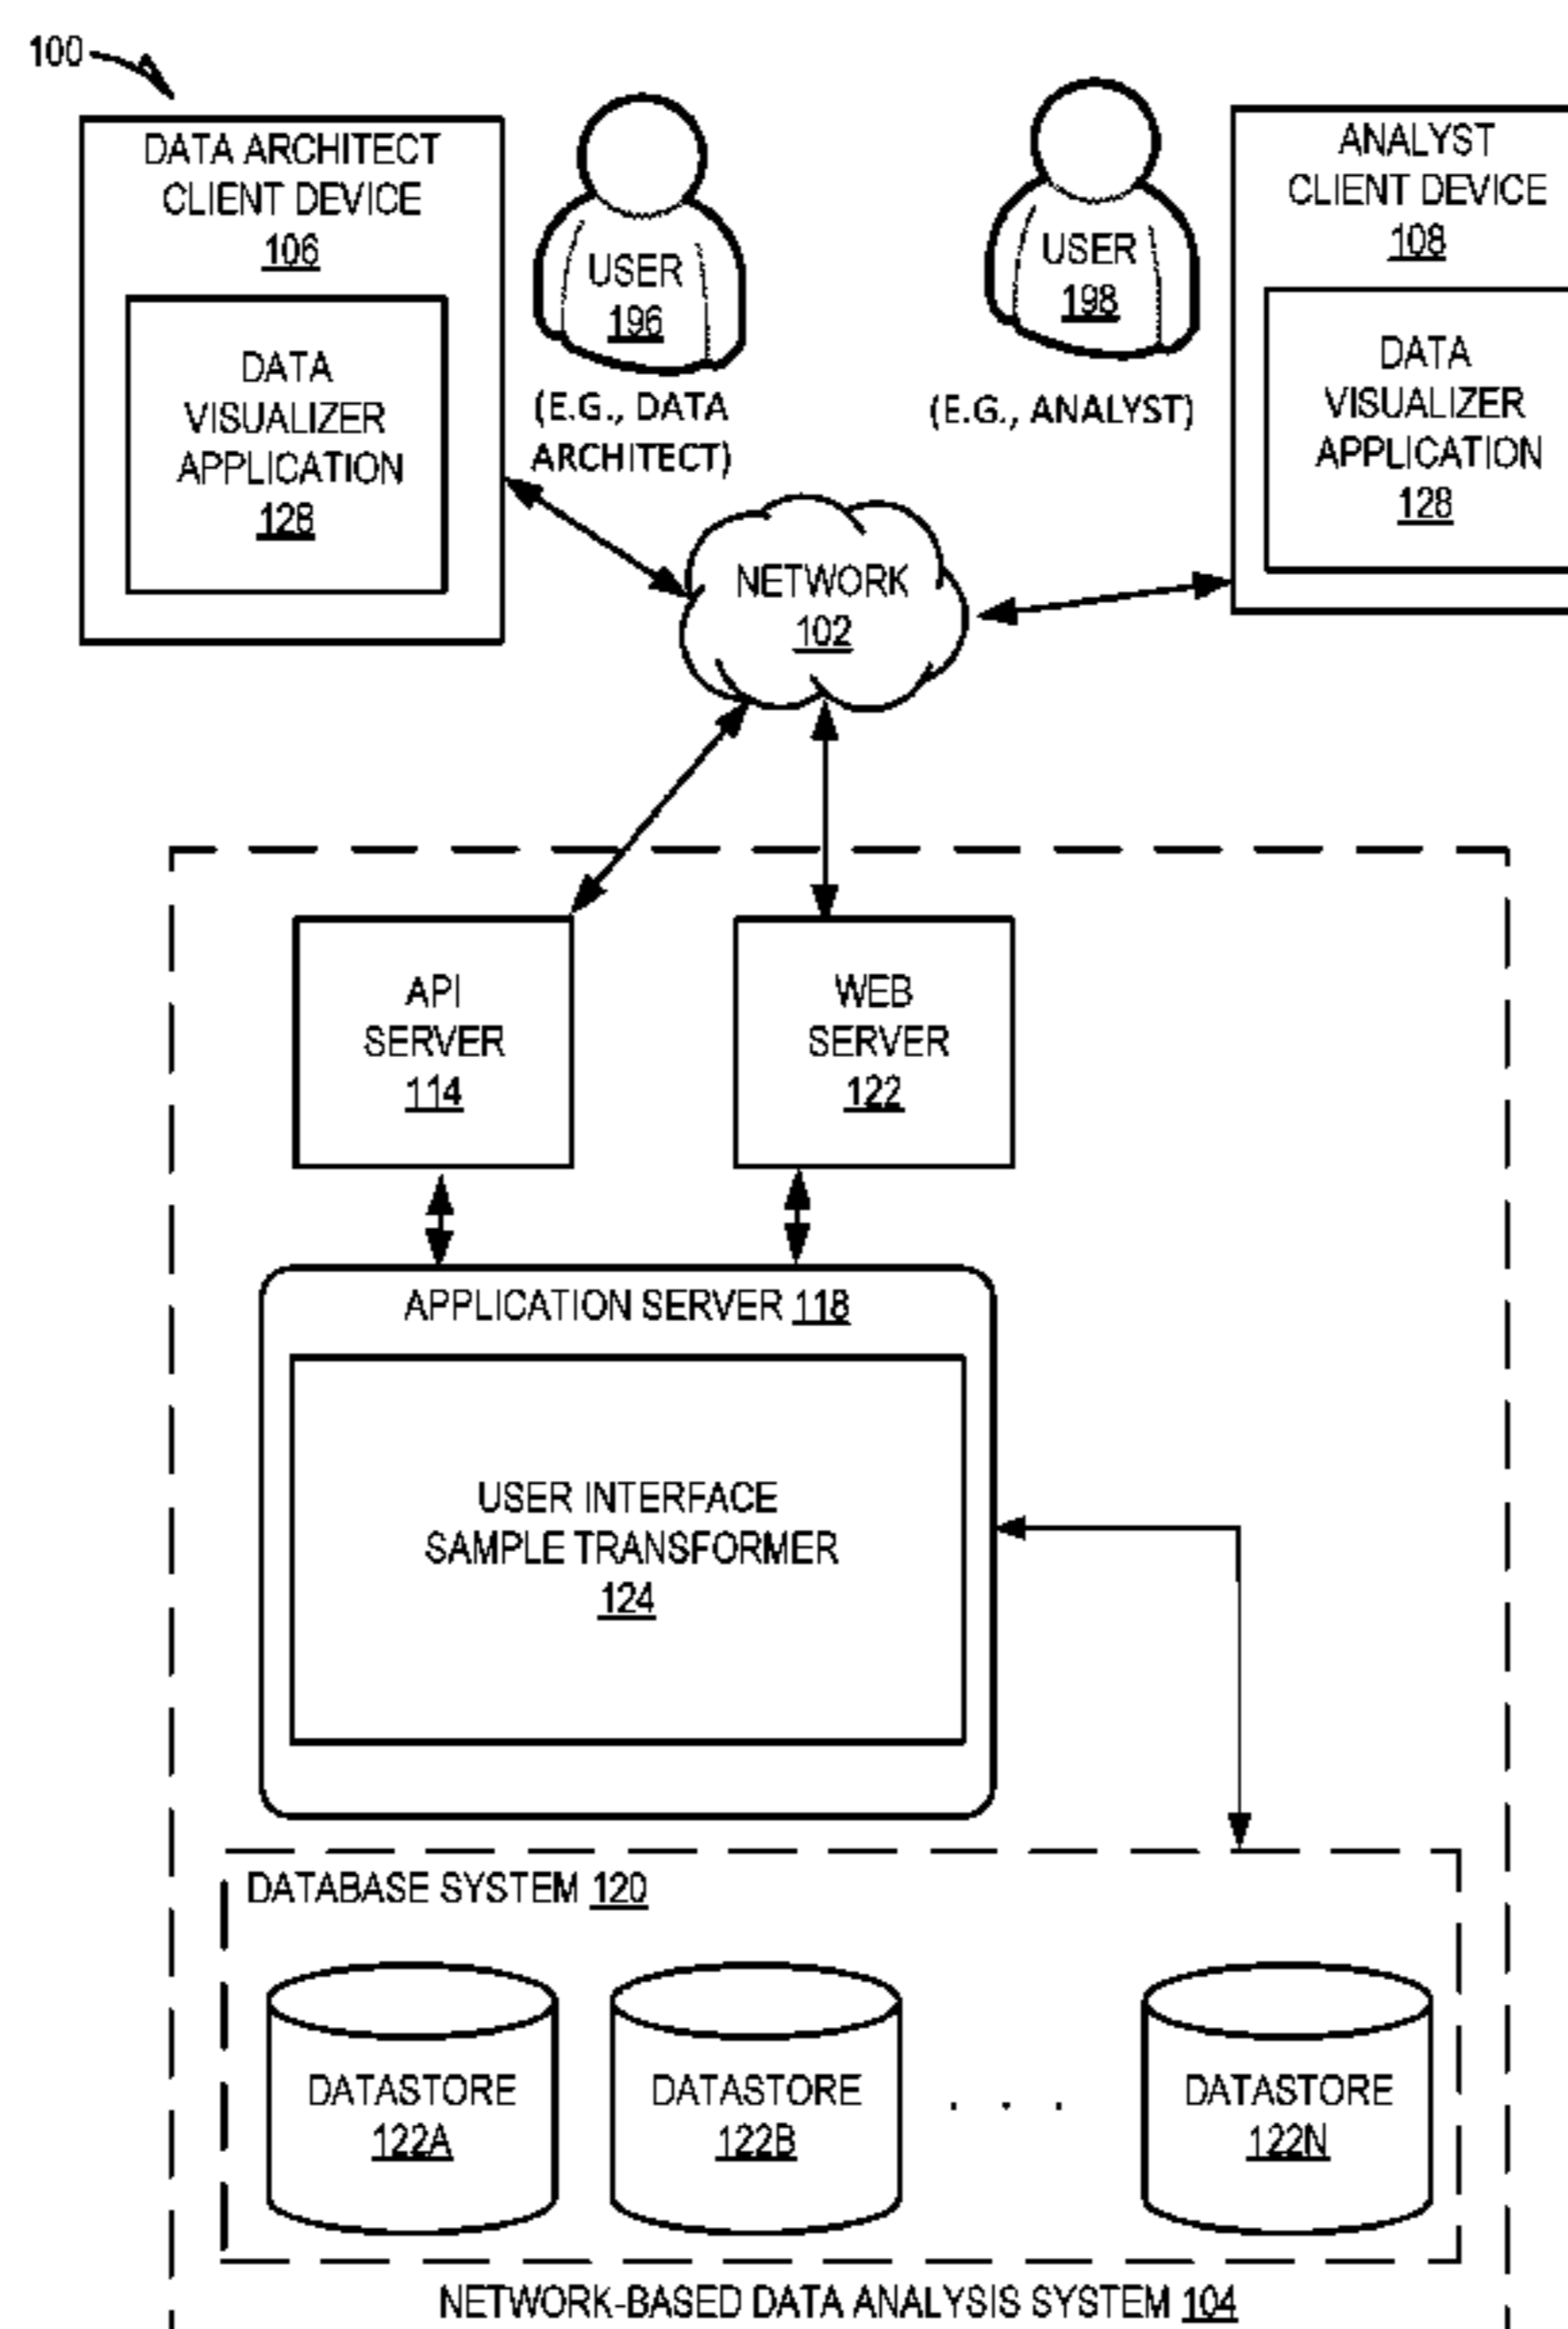 100
DATA ARCHITECT
CLIENT DEVICE
106
DATA
VISUALIZER
APPLICATION
128
USER
196
(E.G., DATA
ARCHITECT)
USER
198
(E.G., ANALYST)
ANALYST
CLIENT DEVICE
108
DATA
VISUALIZER
APPLICATION
128
NETWORK
102
API
SERVER
114
WEB
SERVER
122
APPLICATION SERVER 118
USER INTERFACE
SAMPLE TRANSFORMER
124
DATABASE SYSTEM 120
DATASTORE
122A
DATASTORE
122B
. . .
DATASTORE
122N
NETWORK-BASED DATA ANALYSIS SYSTEM 104